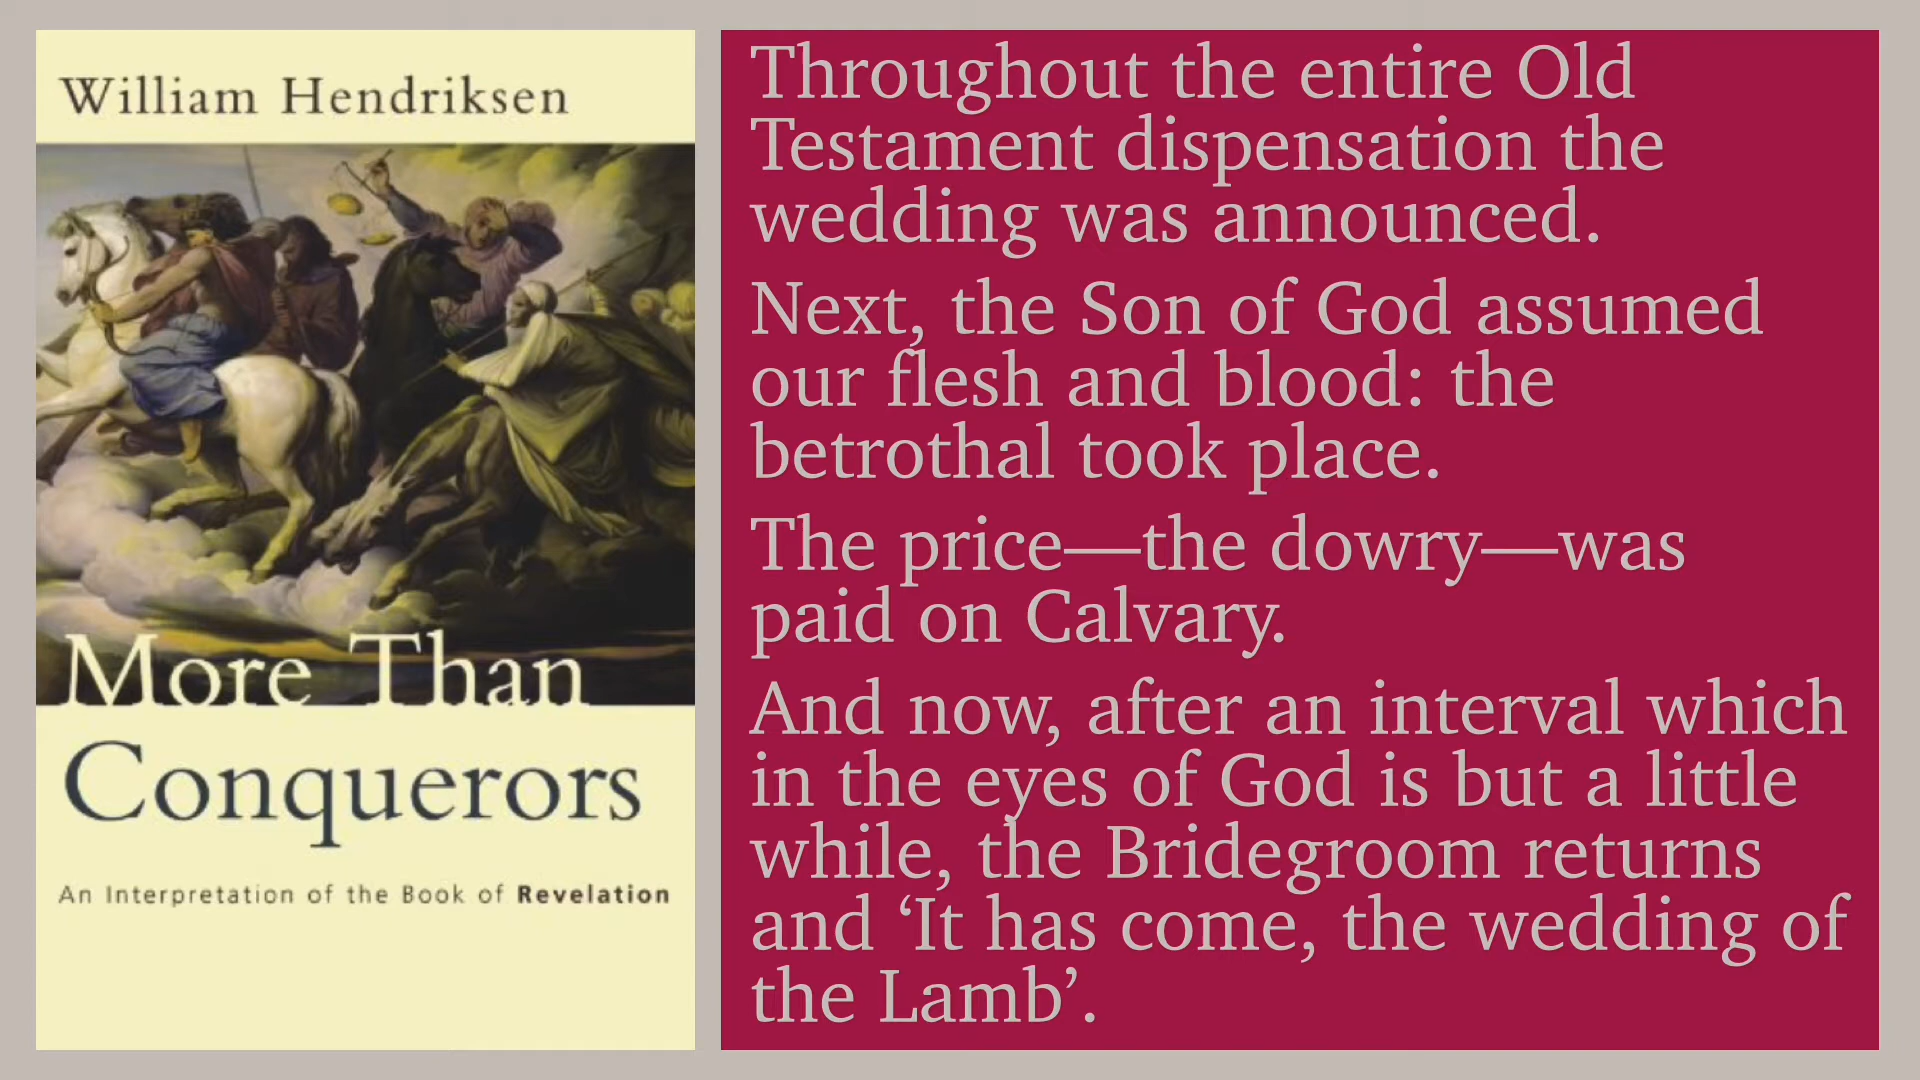 William Hendriksen
More Than
Conquerors
An Interpretation of the Book of Revelation
Throughout the entire Old
Testament dispensation the
wedding was announced.
Next, the Son of God assumed
our flesh and blood: the
betrothal took place.
The price—the dowry—was
paid on Calvary.
And now, after an interval which
in the eyes of God is but a little
while, the Bridegroom returns
and ‘It has come, the wedding of
the Lamb’.